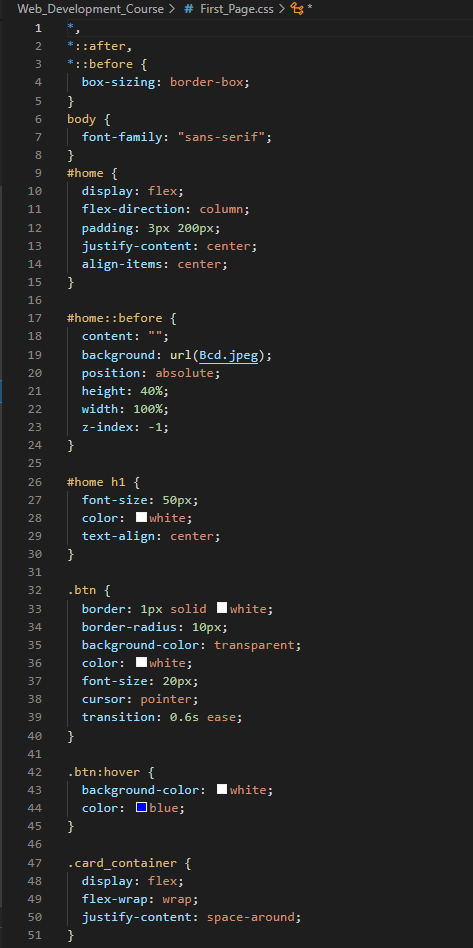 Web_Development_Course > # First_Page.css > *
1 *,
2 *::after,
3 *::before {
4   box-sizing: border-box;
5 }
6 body {
7   font-family: "sans-serif";
8 }
9 #home {
10   display: flex;
11   flex-direction: column;
12   padding: 3px 200px;
13   justify-content: center;
14   align-items: center;
15 }
16
17 #home::before {
18   content: "";
19   background: url(Bcd.jpeg);
20   position: absolute;
21   height: 40%;
22   width: 100%;
23   z-index: -1;
24 }
25
26 #home h1 {
27   font-size: 50px;
28   color: white;
29   text-align: center;
30 }
31
32 .btn {
33   border: 1px solid white;
34   border-radius: 10px;
35   background-color: transparent;
36   color: white;
37   font-size: 20px;
38   cursor: pointer;
39   transition: 0.6s ease;
40 }
41
42 .btn:hover {
43   background-color: white;
44   color: blue;
45 }
46
47 .card_container {
48   display: flex;
49   flex-wrap: wrap;
50   justify-content: space-around;
51 }